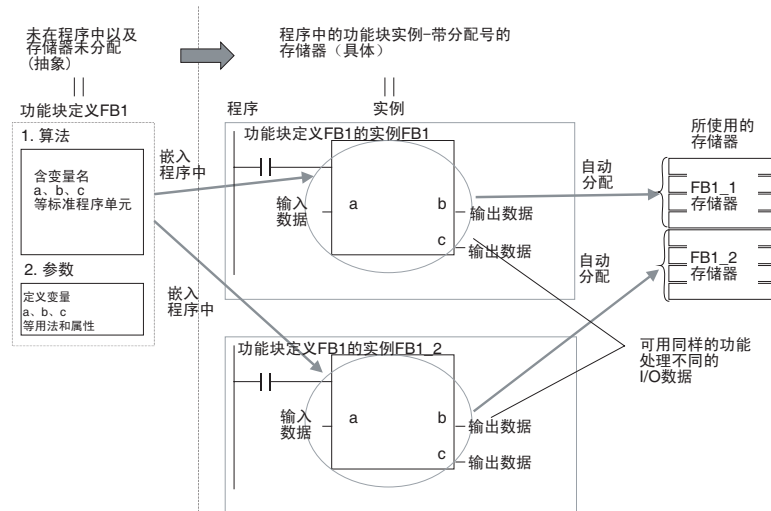 未在程序中以及
存储器未分配
(抽象)
功能块定义FB1
1. 算法
含变量名
a、b、c
等标准程序单元
2. 参数
定义变量
a、b、c
等用法和属性
程序中的功能块实例-带分配号的
存储器（具体）
程序
实例
嵌入
程序中
嵌入
程序中
功能块定义FB1的实例FB1
输入
数据
a
b
c
输出数据
输出数据
自动
分配
自动
分配
所使用的
存储器
FB1_1
存储器
FB1_2
存储器
功能块定义FB1的实例FB1_2
输入
数据
a
b
c
输出数据
输出数据
可用同样的功能
处理不同的
I/O数据